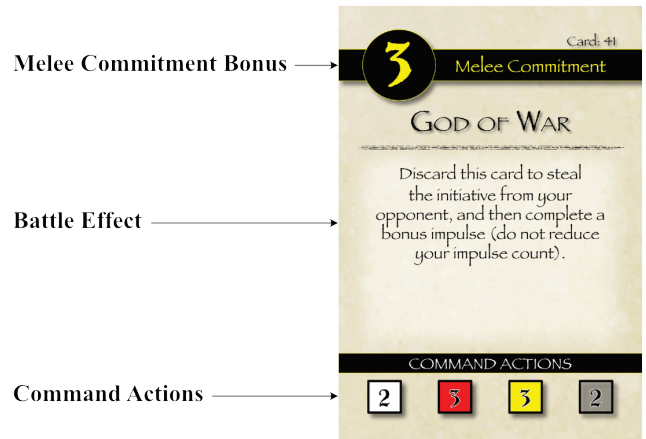 Card: 41
Melee Commitment Bonus
3
Melee Commitment
God of War
Discard this card to steal
the initiative from your
opponent, and then complete a
bonus impulse (do not reduce
your impulse count).
Battle Effect
COMMAND ACTIONS
Command Actions
2 3 3 2